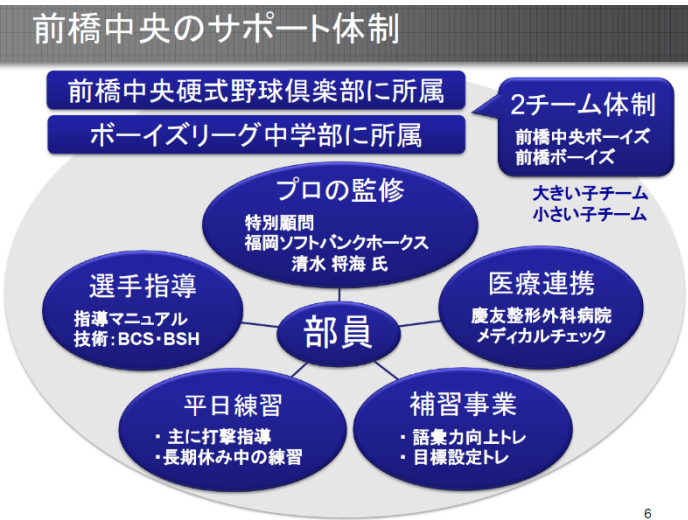 前橋中央のサポート体制
前橋中央硬式野球倶楽部に所属
ボーイズリーグ中学部に所属
2チーム体制
前橋中央ボーイズ
前橋ボーイズ
大きい子チーム
小さい子チーム
プロの監修
特別顧問
福岡ソフトバンクホークス
清水 将海 氏
選手指導
指導マニュアル
技術:BCS・BSH
医療連携
慶友整形外科病院
メディカルチェック
部員
平日練習
・主に打撃指導
・長期休み中の練習
補習事業
・語彙力向上トレ
・目標設定トレ
6